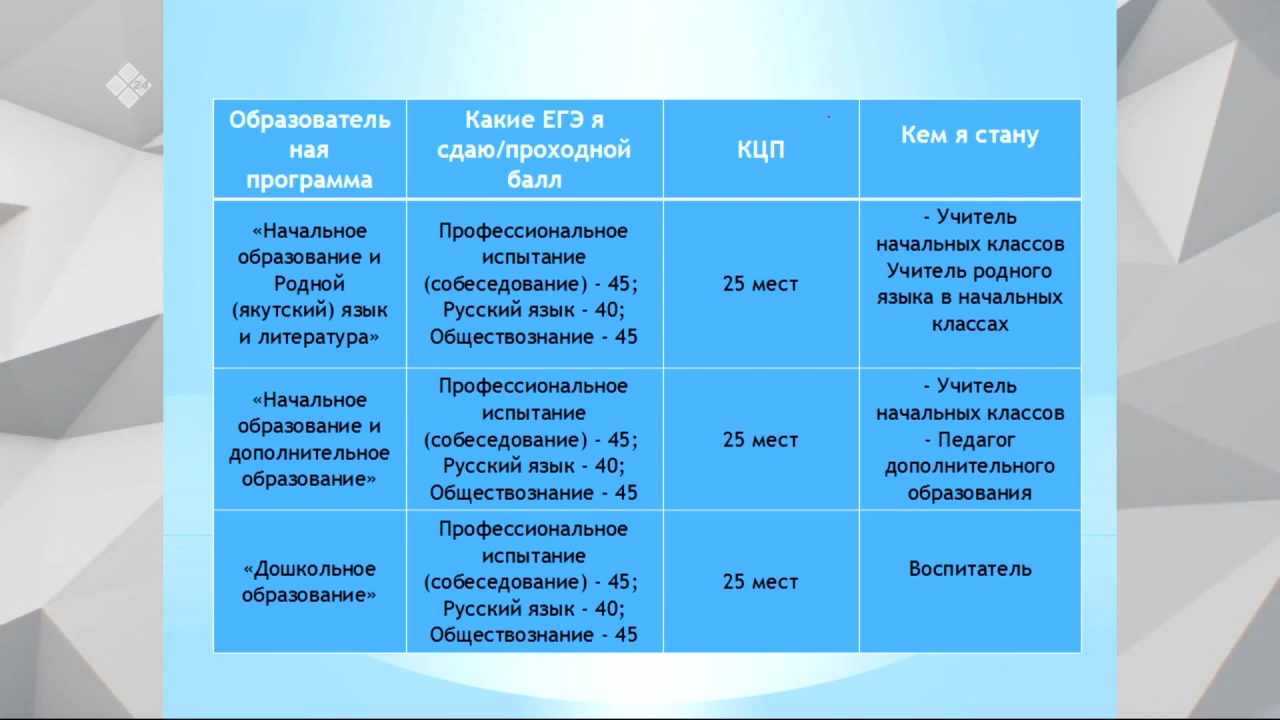 24
Образователь
ная
программа
Какие ЕГЭ я
сдаю/проходной
балл
КЦП
Кем я стану
«Начальное
образование и
Родной
(якутский) язык
и литература»
Профессиональное
испытание
(собеседование) - 45;
Русский язык - 40;
Обществознание - 45
25 мест
- Учитель
начальных классов
Учитель родного
языка в начальных
классах
«Начальное
образование и
дополнительное
образование»
Профессиональное
испытание
(собеседование) - 45;
Русский язык - 40;
Обществознание - 45
25 мест
- Учитель
начальных классов
- Педагог
дополнительного
образования
«Дошкольное
образование»
Профессиональное
испытание
(собеседование) - 45;
Русский язык - 40;
Обществознание - 45
25 мест
Воспитатель